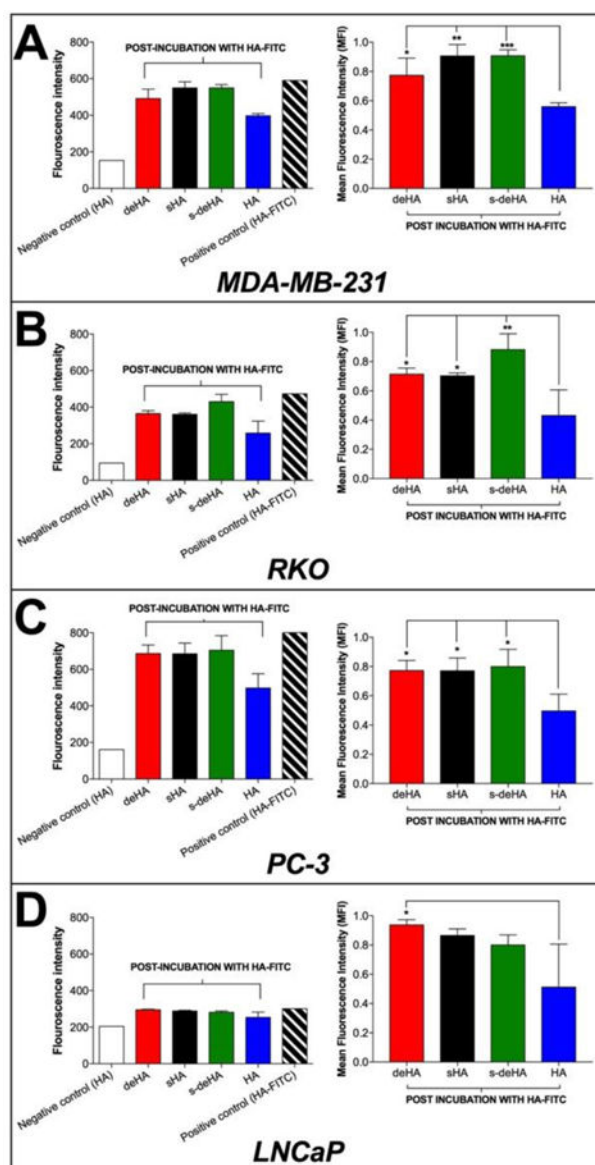 A
POST-INCUBATION WITH HA-FITC
Flouroscence intensity
800
600
400
200
0
Negative control (HA)
deHA
sHA
s-deHA
HA
Positive control (HA-FITC)
Mean Fluorescence Intensity (MFI)
1.0
0.8
0.6
0.4
0.2
0.0
*
**
***
deHA
sHA
s-deHA
HA
POST INCUBATION WITH HA-FITC
MDA-MB-231
B
POST-INCUBATION WITH HA-FITC
Flouroscence intensity
800
600
400
200
0
Negative control (HA)
deHA
sHA
s-deHA
HA
Positive control (HA-FITC)
Mean Fluorescence Intensity (MFI)
1.0
0.8
0.6
0.4
0.2
0.0
*
*
**
deHA
sHA
s-deHA
HA
POST INCUBATION WITH HA-FITC
RKO
C
POST-INCUBATION WITH HA-FITC
Flouroscence intensity
800
600
400
200
0
Negative control (HA)
deHA
sHA
s-deHA
HA
Positive control (HA-FITC)
Mean Fluorescence Intensity (MFI)
1.0
0.8
0.6
0.4
0.2
0.0
*
*
*
deHA
sHA
s-deHA
HA
POST INCUBATION WITH HA-FITC
PC-3
D
POST-INCUBATION WITH HA-FITC
Flouroscence intensity
800
600
400
200
0
Negative control (HA)
deHA
sHA
s-deHA
HA
Positive control (HA-FITC)
Mean Fluorescence Intensity (MFI)
1.0
0.8
0.6
0.4
0.2
0.0
*
deHA
sHA
s-deHA
HA
POST INCUBATION WITH HA-FITC
LNCaP